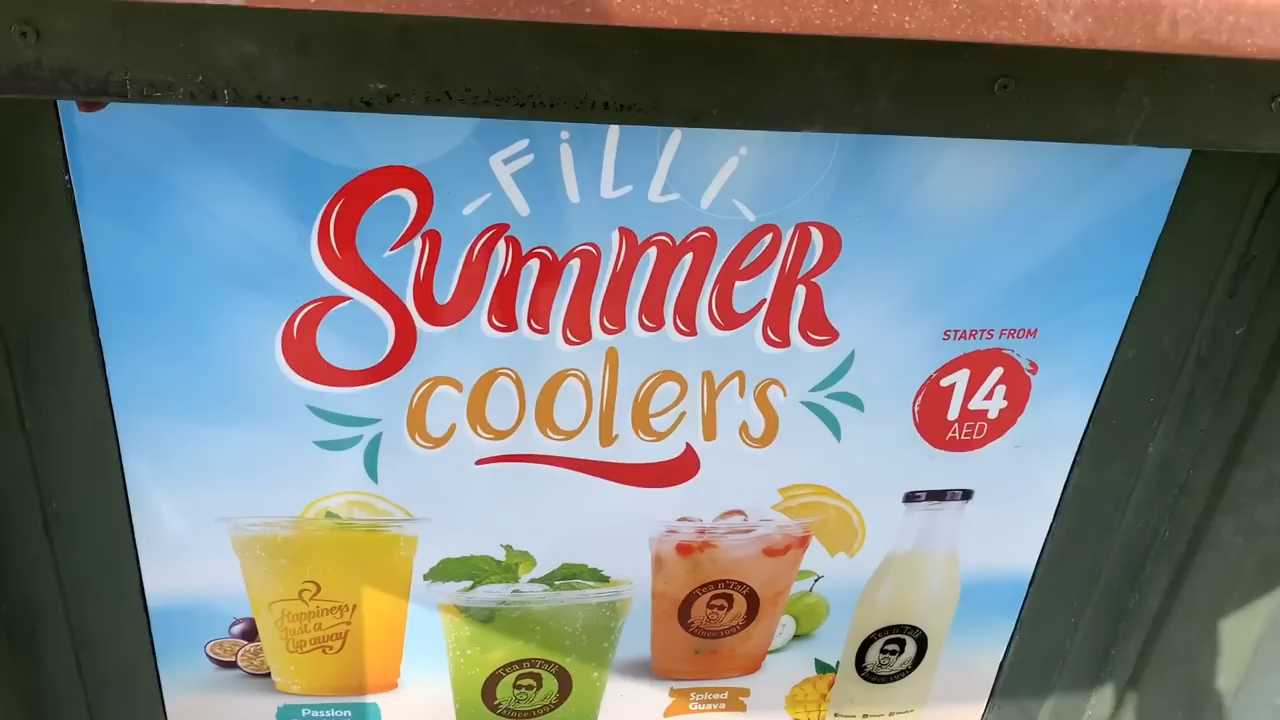 FiLLi
Summer
coolers
STARTS FROM
14
AED
Happiness!
Just a
Cup away
Tea n' Talk
since 1991
Tea n' Talk
since 1991
Tea n' Talk
since 1991
Passion
Spiced
Guava